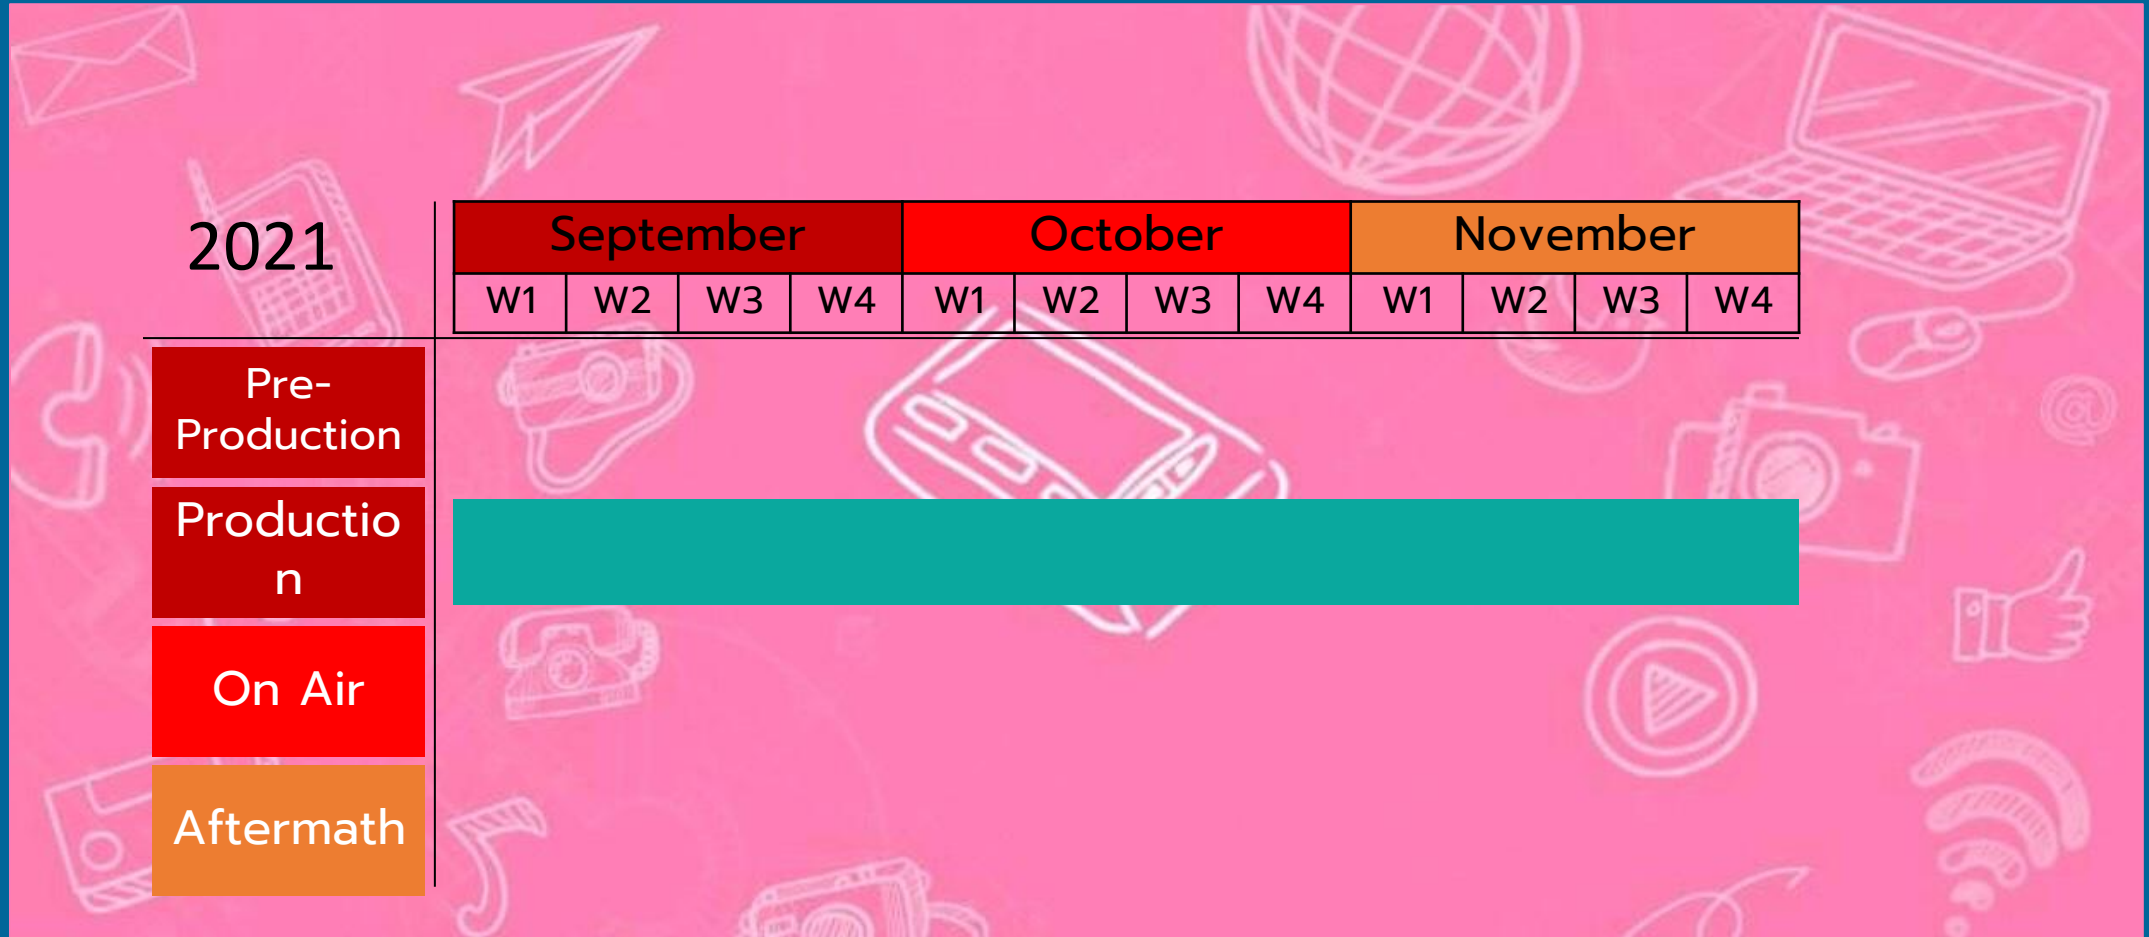 2021
September October November
W1 W2 W3 W4 W1 W2 W3 W4 W1 W2 W3 W4
Pre-
Production
Productio
n
On Air
Aftermath
@